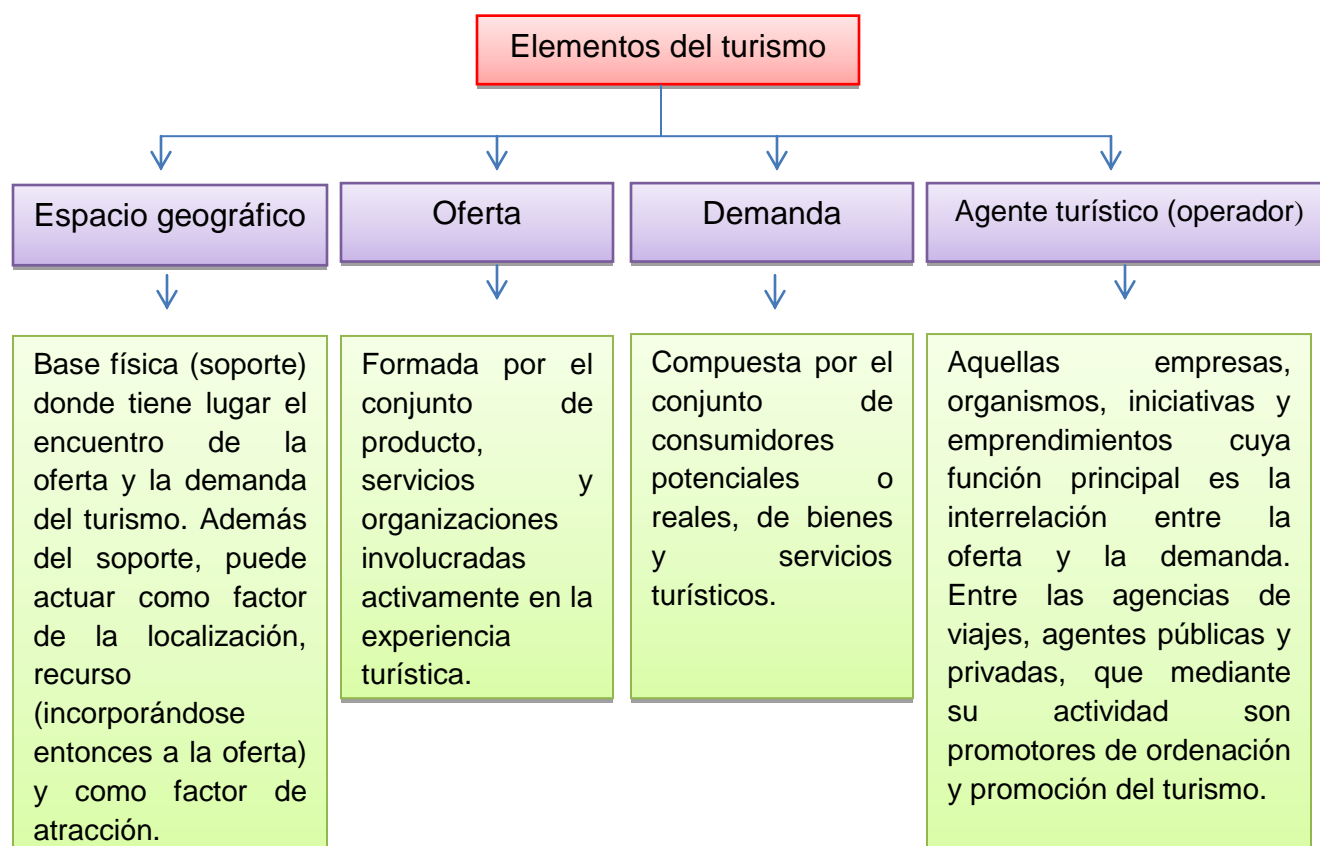 Elementos del turismo
Espacio geográfico
Oferta
Demanda
Agente turístico (operador)
Base física (soporte)
donde tiene lugar el
encuentro de la
oferta y la demanda
del turismo. Además
del soporte, puede
actuar como factor
de la localización,
recurso
(incorporándose
entonces a la oferta)
y como factor de
atracción.
Formada por el
conjunto de
producto,
servicios y
organizaciones
involucradas
activamente en la
experiencia
turística.
Compuesta por el
conjunto de
consumidores
potenciales o
reales, de bienes
y servicios
turísticos.
Aquellas empresas,
organismos, iniciativas y
emprendimientos cuya
función principal es la
interrelación entre la
oferta y la demanda.
Entre las agencias de
viajes, agentes públicas y
privadas, que mediante
su actividad son
promotores de ordenación
y promoción del turismo.